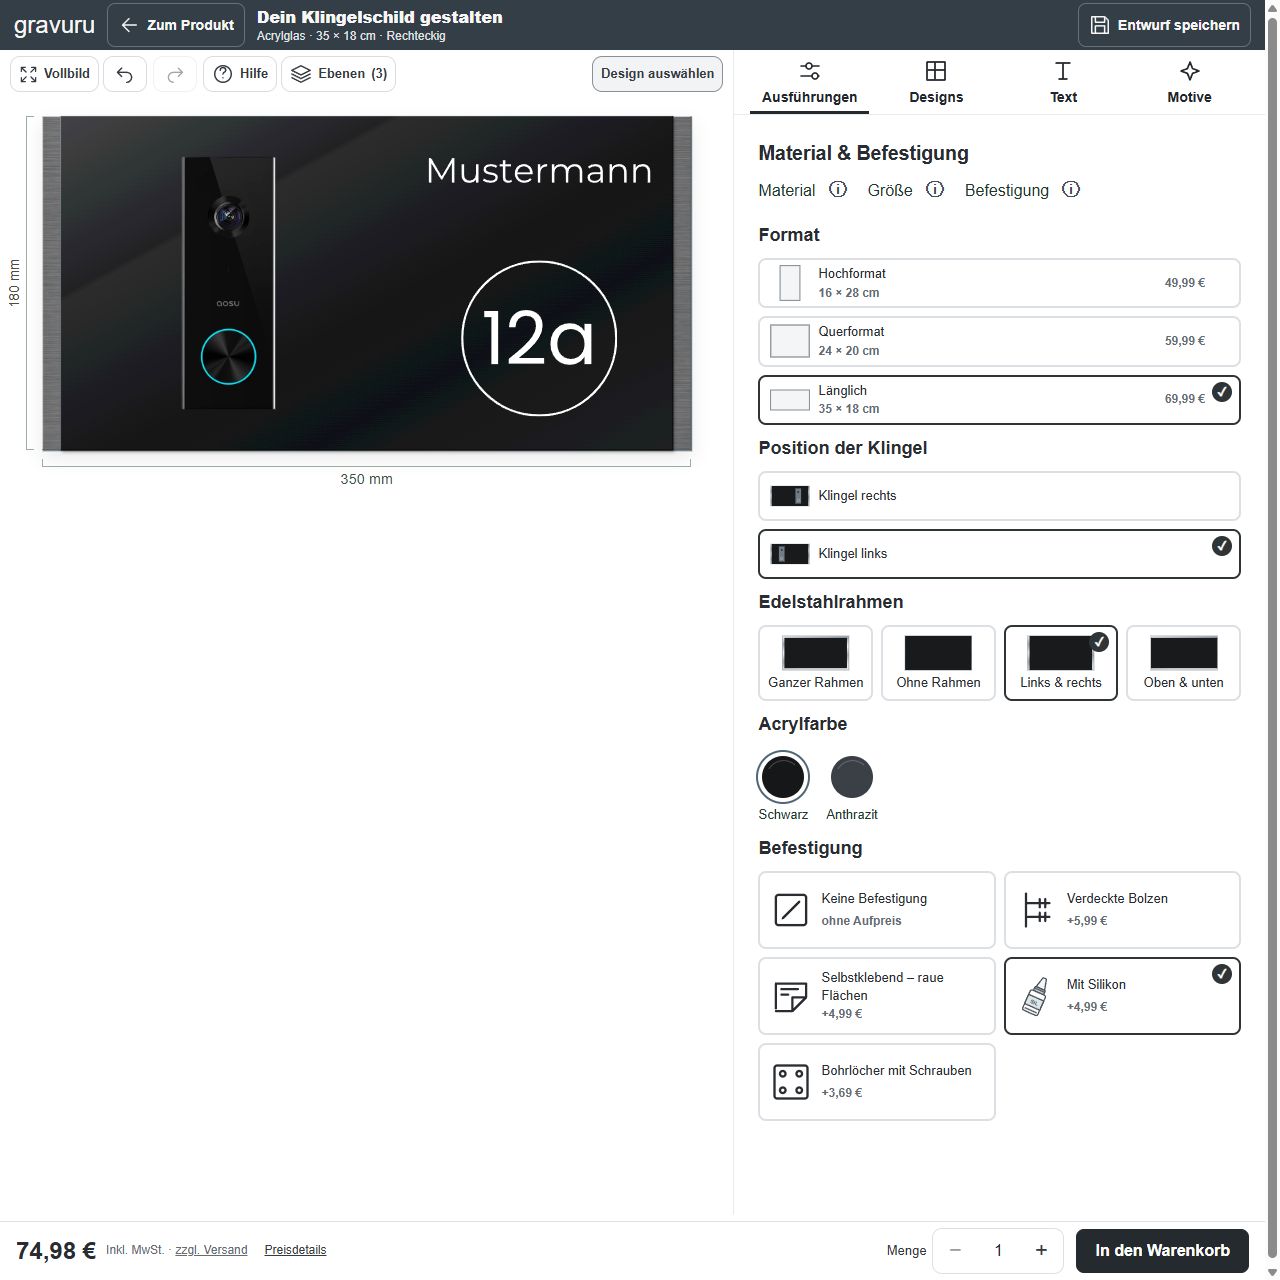 gravuru
Zum Produkt
Dein Klingelschild gestalten
Acrylglas · 35 × 18 cm · Rechteckig
Entwurf speichern
Vollbild
Hilfe
Ebenen (3)
Design auswählen
Ausführungen
Designs
Text
Motive
180 mm
Mustermann
aosu
12a
350 mm
Material & Befestigung
Material
Größe
Befestigung
Format
Hochformat
16 × 28 cm
49,99 €
Querformat
24 × 20 cm
59,99 €
Länglich
35 × 18 cm
69,99 €
Position der Klingel
Klingel rechts
Klingel links
Edelstahlrahmen
Ganzer Rahmen
Ohne Rahmen
Links & rechts
Oben & unten
Acrylfarbe
Schwarz
Anthrazit
Befestigung
Keine Befestigung
ohne Aufpreis
Verdeckte Bolzen
+5,99 €
Selbstklebend – raue
Flächen
+4,99 €
Mit Silikon
+4,99 €
Bohrlöcher mit Schrauben
+3,69 €
74,98 €
Inkl. MwSt. · zzgl. Versand
Preisdetails
Menge
− 1 +
In den Warenkorb